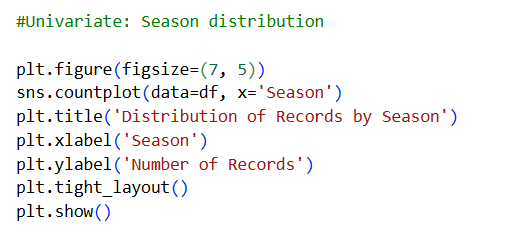 #Univariate: Season distribution
plt.figure(figsize=(7, 5))
sns.countplot(data=df, x='Season')
plt.title('Distribution of Records by Season')
plt.xlabel('Season')
plt.ylabel('Number of Records')
plt.tight_layout()
plt.show()